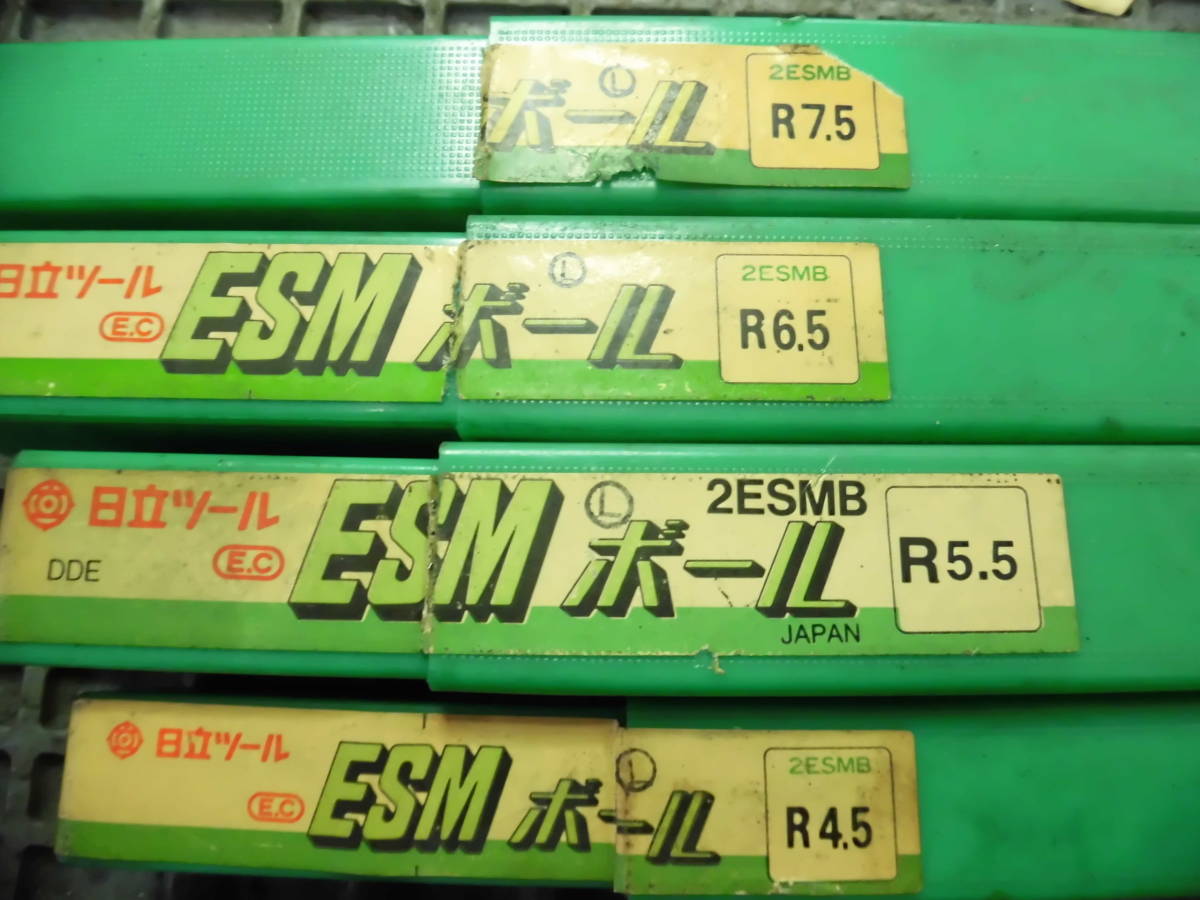 Ⓛ
ボール
2ESMB
R7.5
日立ツール
E.C
ESM ボール
Ⓛ
2ESMB
R6.5
日立ツール
E.C
DDE
ESM ボール
Ⓛ
2ESMB
JAPAN
R5.5
日立ツール
E.C
ESM ボール
Ⓛ
2ESMB
R4.5